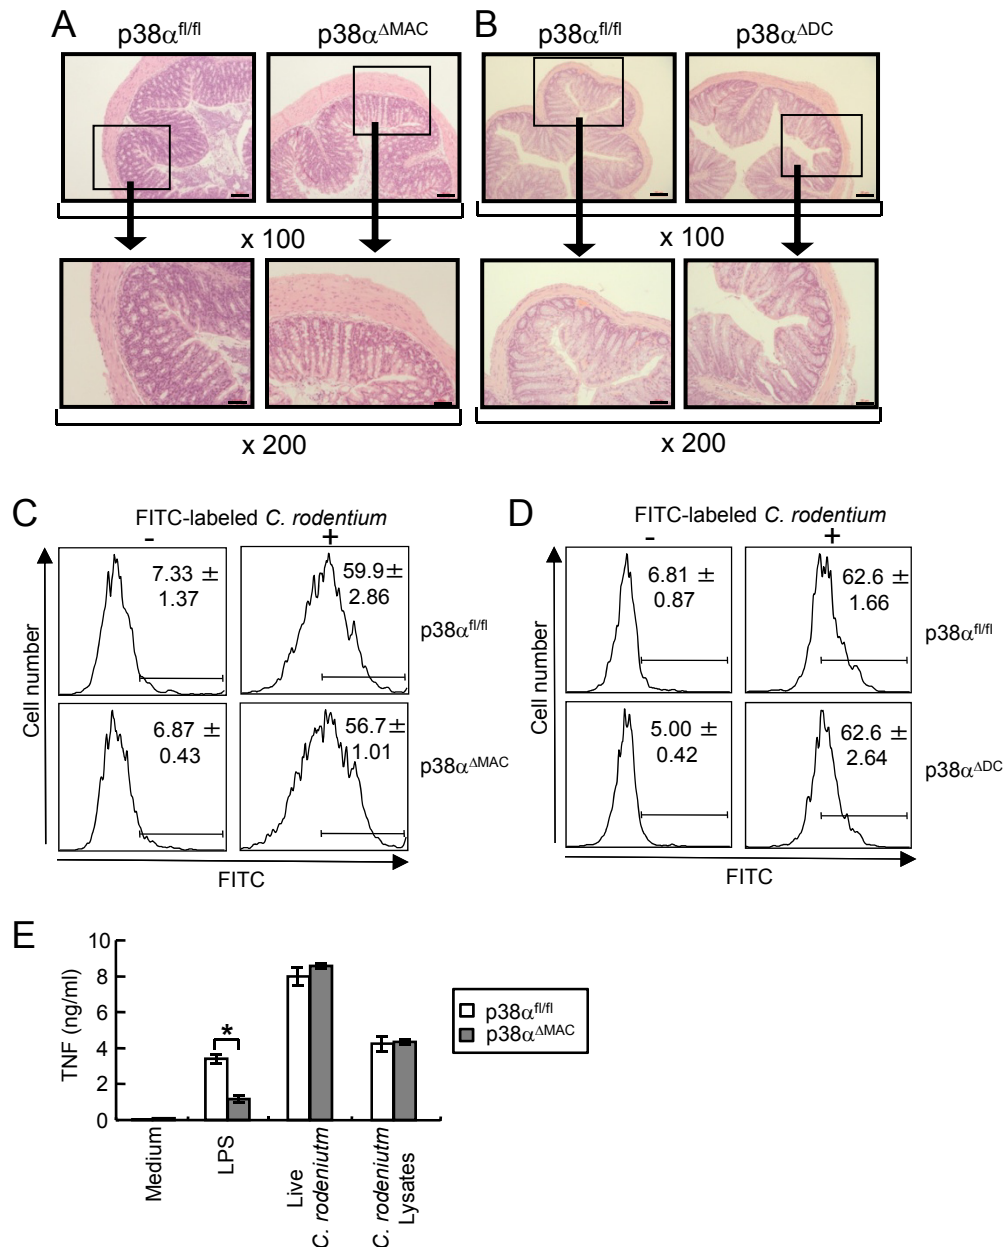 A
p38α^fl/fl
p38α^ΔMAC
B
p38α^fl/fl
p38α^ΔDC
x 100
x 100
x 200
x 200
C
FITC-labeled C. rodentium
-
+
7.33 ±
1.37
59.9 ±
2.86
p38α^fl/fl
6.87 ±
0.43
56.7 ±
1.01
p38α^ΔMAC
Cell number
FITC
D
FITC-labeled C. rodentium
-
+
6.81 ±
0.87
62.6 ±
1.66
p38α^fl/fl
5.00 ±
0.42
62.6 ±
2.64
p38α^ΔDC
Cell number
FITC
E
TNF (ng/ml)
10
8
6
4
2
0
*
p38α^fl/fl
p38α^ΔMAC
Medium
LPS
Live
C. rodeniutm
C. rodeniutm
Lysates